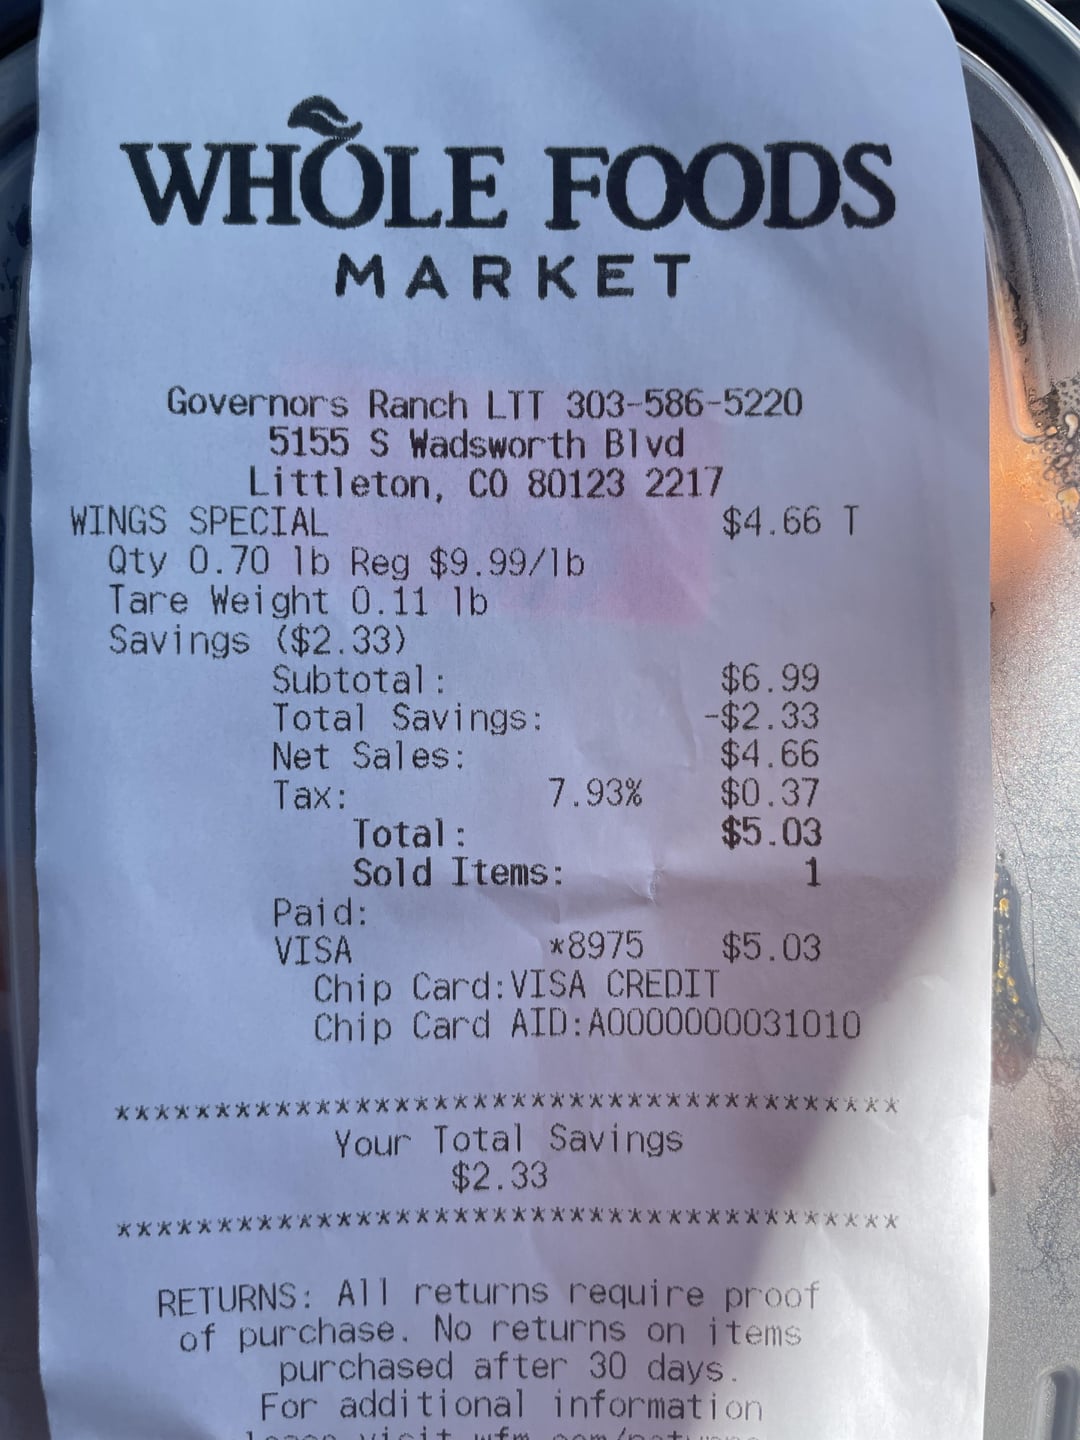 WHOLE FOODS
MARKET
Governors Ranch LTT 303-586-5220
5155 S Wadsworth Blvd
Littleton, CO 80123 2217
WINGS SPECIAL $4.66 T
Qty 0.70 lb Reg $9.99/lb
Tare Weight 0.11 lb
Savings ($2.33)
Subtotal: $6.99
Total Savings: -$2.33
Net Sales: $4.66
Tax: 7.93% $0.37
Total: $5.03
Sold Items: 1
Paid:
VISA *8975 $5.03
Chip Card:VISA CREDIT
Chip Card AID:A0000000031010
****************************************
Your Total Savings
$2.33
****************************************
RETURNS: All returns require proof
of purchase. No returns on items
purchased after 30 days.
For additional information
visit